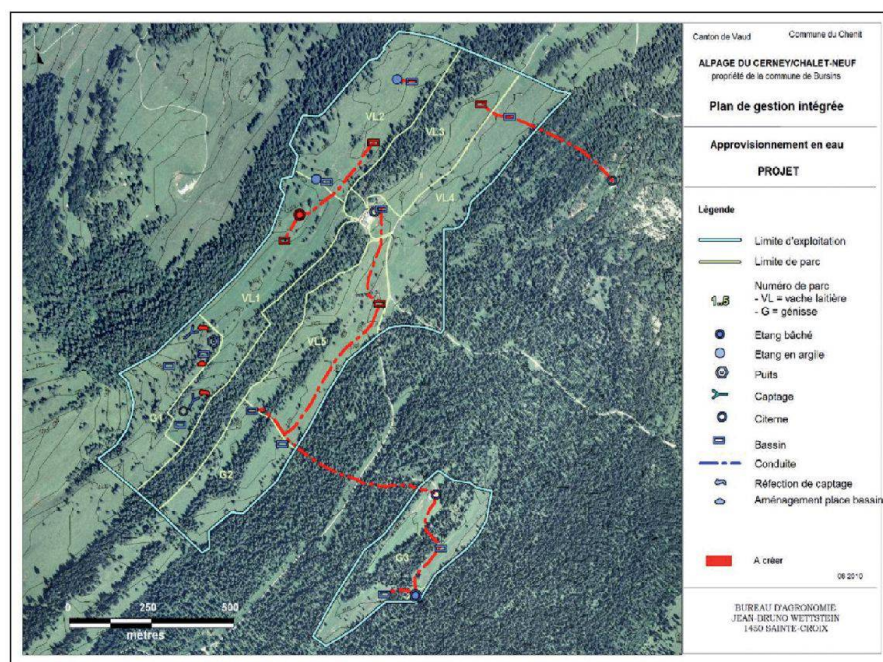 Canton de Vaud Commune du Chenit
ALPAGE DU CERNEY/CHALET-NEUF
propriété de la commune de Bursins
Plan de gestion intégrée
Approvisionnement en eau
PROJET
Légende
Limite d'exploitation
Limite de parc
Numéro de parc
1..5 - VL = vache laitière
- G = génisse
Etang bâché
Etang en argile
Puits
Captage
Citerne
Bassin
Conduite
Réfection de captage
Aménagement place bassin
A créer
06 2010
BUREAU D'AGRONOMIE
JEAN-BRUNO WETTSTEIN
1450 SAINTE-CROIX
VL2
VL3
VL4
VL1
VL5
G1
G2
G3
0 250 500
mètres